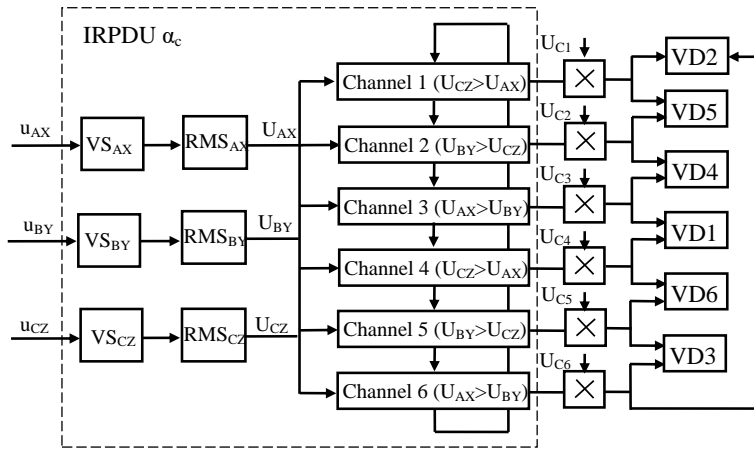 IRPDU αc
UC1
Channel 1 (UCZ>UAX)
VD2
UC2
VD5
uAX
VSAX
RMSAX
UAX
Channel 2 (UBY>UCZ)
UC3
VD4
Channel 3 (UAX>UBY)
uBY
VSBY
RMSBY
UBY
UC4
VD1
Channel 4 (UCZ>UAX)
UC5
VD6
uCZ
VSCZ
RMSCZ
UCZ
Channel 5 (UBY>UCZ)
UC6
VD3
Channel 6 (UAX>UBY)